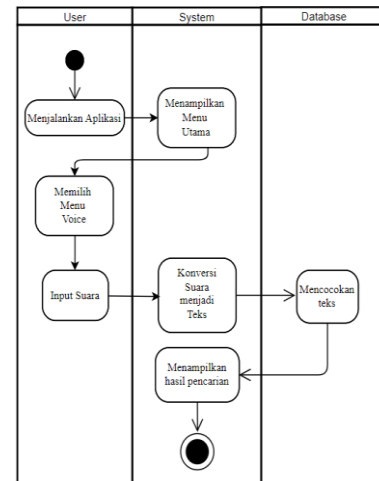 User
System
Database
Menjalankan Aplikasi
Menampilkan
Menu
Utama
Memilih
Menu
Voice
Input Suara
Konversi
Suara
menjadi
Teks
Mencocokan
teks
Menampilkan
hasil pencarian